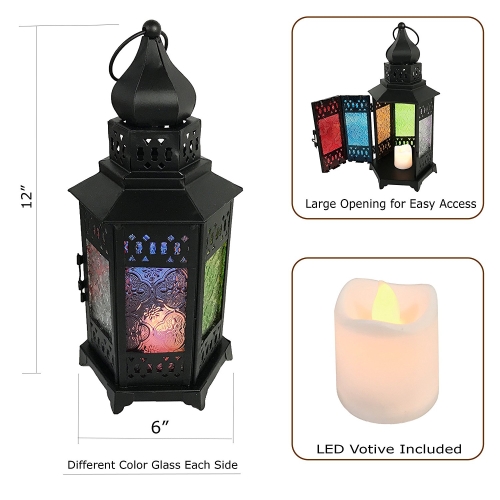 12”
6”
Different Color Glass Each Side
Large Opening for Easy Access
LED Votive Included